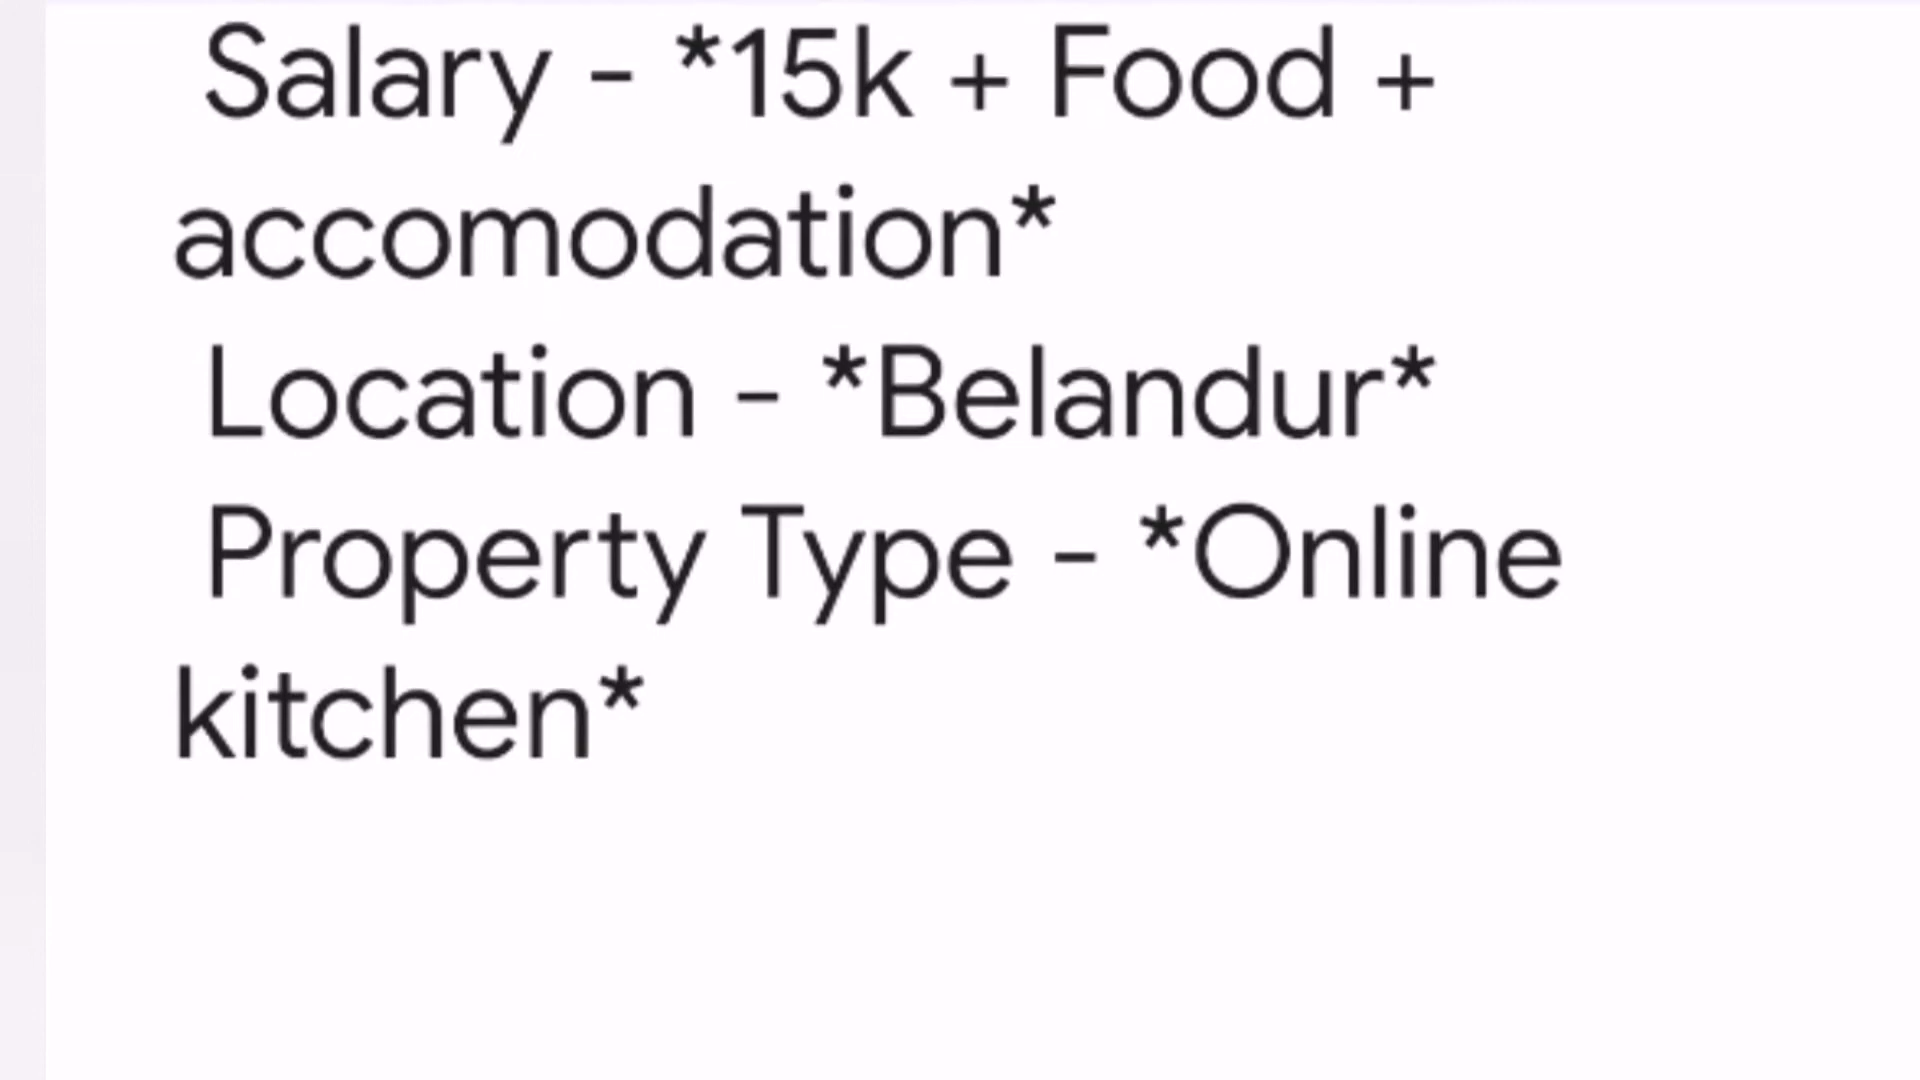 Salary - *15k + Food +
accomodation*
Location - *Belandur*
Property Type - *Online
kitchen*